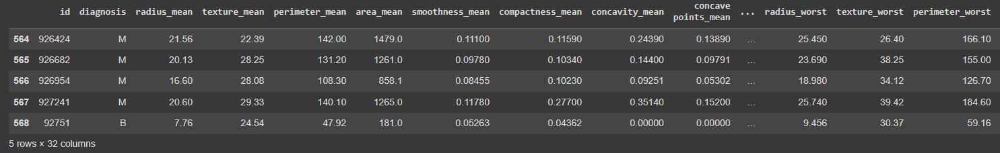 id diagnosis radius_mean texture_mean perimeter_mean area_mean smoothness_mean compactness_mean concavity_mean concave points_mean ... radius_worst texture_worst perimeter_worst
564 926424 M 21.56 22.39 142.00 1479.0 0.11100 0.11590 0.24390 0.13890 ... 25.450 26.40 166.10
565 926682 M 20.13 28.25 131.20 1261.0 0.09780 0.10340 0.14400 0.09791 ... 23.690 38.25 155.00
566 926954 M 16.60 28.08 108.30 858.1 0.08455 0.10230 0.09251 0.05302 ... 18.980 34.12 126.70
567 927241 M 20.60 29.33 140.10 1265.0 0.11780 0.27700 0.35140 0.15200 ... 25.740 39.42 184.60
568 92751 B 7.76 24.54 47.92 181.0 0.05263 0.04362 0.00000 0.00000 ... 9.456 30.37 59.16
5 rows × 32 columns